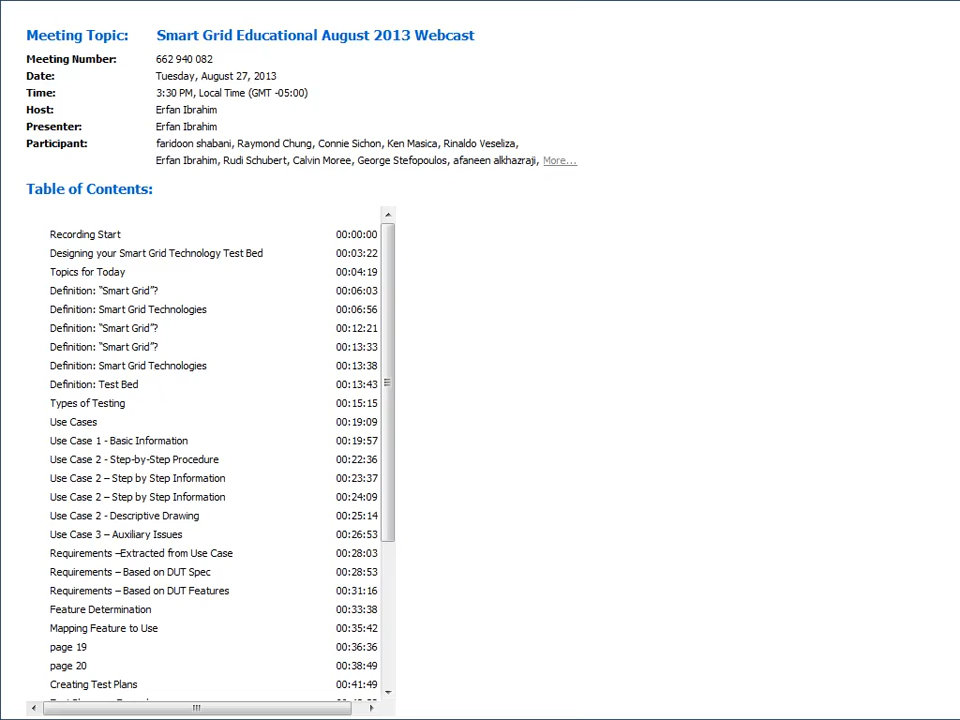 Meeting Topic: Smart Grid Educational August 2013 Webcast
Meeting Number: 662 940 082
Date: Tuesday, August 27, 2013
Time: 3:30 PM, Local Time (GMT -05:00)
Host: Erfan Ibrahim
Presenter: Erfan Ibrahim
Participant: faridoon shabani, Raymond Chung, Connie Sichon, Ken Masica, Rinaldo Veseliza,
Erfan Ibrahim, Rudi Schubert, Calvin Moree, George Stefopoulos, afaneen alkhazraji, More...
Table of Contents:
Recording Start 00:00:00
Designing your Smart Grid Technology Test Bed 00:03:22
Topics for Today 00:04:19
Definition: “Smart Grid”? 00:06:03
Definition: Smart Grid Technologies 00:06:56
Definition: “Smart Grid”? 00:12:21
Definition: “Smart Grid”? 00:13:33
Definition: Smart Grid Technologies 00:13:38
Definition: Test Bed 00:13:43
Types of Testing 00:15:15
Use Cases 00:19:09
Use Case 1 - Basic Information 00:19:57
Use Case 2 - Step-by-Step Procedure 00:22:36
Use Case 2 – Step by Step Information 00:23:37
Use Case 2 – Step by Step Information 00:24:09
Use Case 2 - Descriptive Drawing 00:25:14
Use Case 3 – Auxiliary Issues 00:26:53
Requirements –Extracted from Use Case 00:28:03
Requirements – Based on DUT Spec 00:28:53
Requirements – Based on DUT Features 00:31:16
Feature Determination 00:33:38
Mapping Feature to Use 00:35:42
page 19 00:36:36
page 20 00:38:49
Creating Test Plans 00:41:49